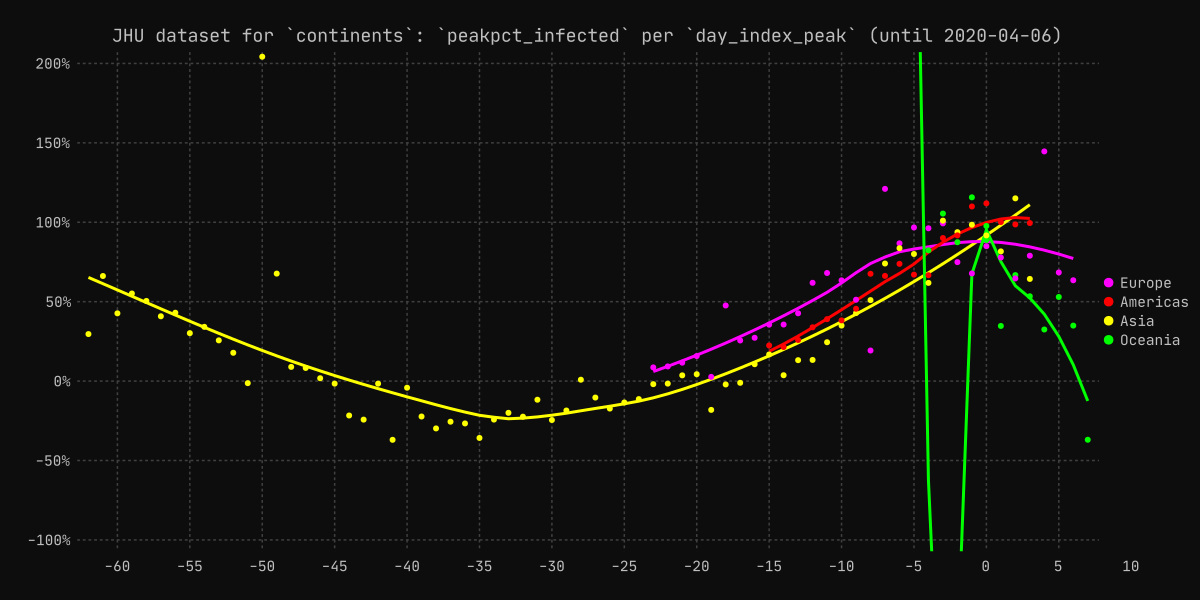 JHU dataset for `continents`: `peakpct_infected` per `day_index_peak` (until 2020-04-06)
200%
150%
100%
50%
0%
-50%
-100%
-60 -55 -50 -45 -40 -35 -30 -25 -20 -15 -10 -5 0 5 10
Europe
Americas
Asia
Oceania